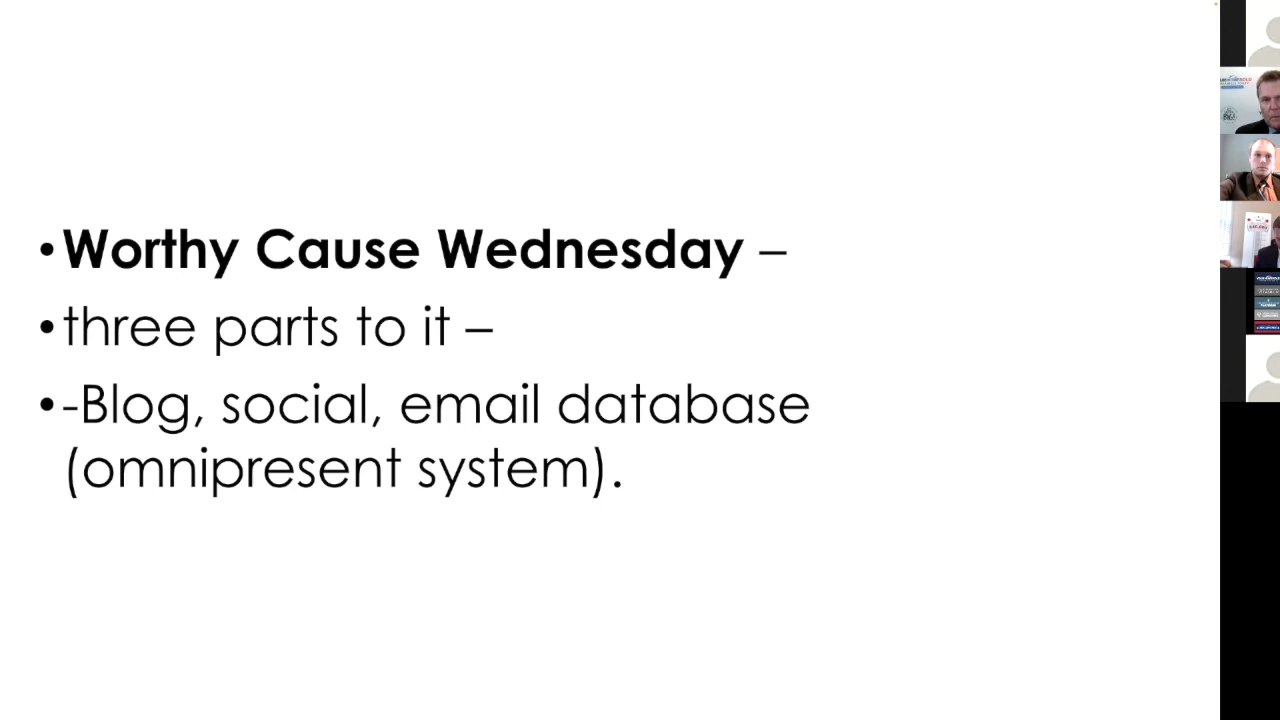 •Worthy Cause Wednesday –
•three parts to it –
•-Blog, social, email database
(omnipresent system).